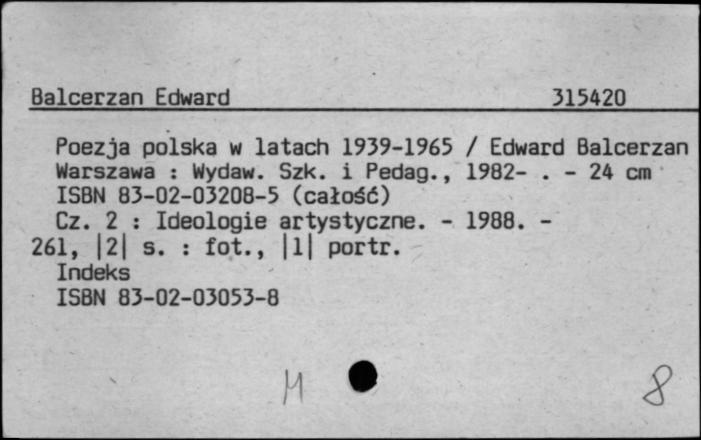 Balcerzan Edward 315420
Poezja polska w latach 1939-1965 / Edward Balcerzan
Warszawa : Wydaw. Szk. i Pedag., 1982- . - 24 cm
ISBN 83-02-03208-5 (całość)
Cz. 2 : Ideologie artystyczne. - 1988. -
261, |2| s. : fot., |1| portr.
Indeks
ISBN 83-02-03053-8
M 8